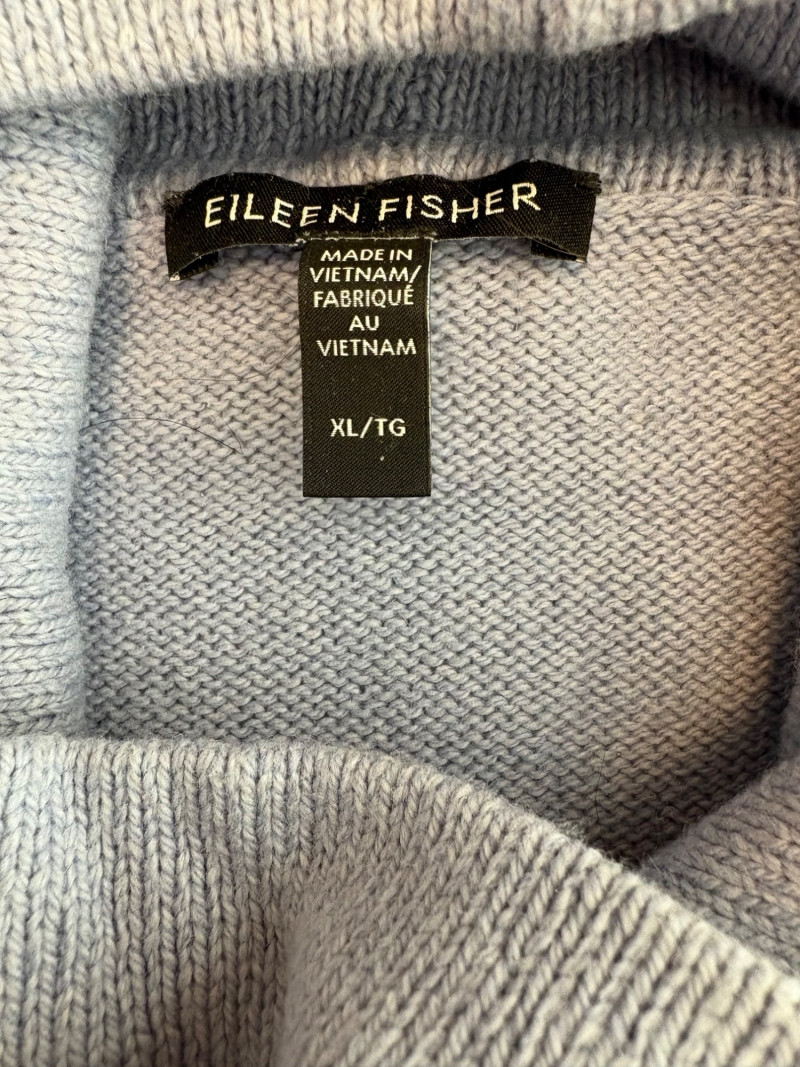 EILEEN FISHER
MADE IN
VIETNAM/
FABRIQUÉ
AU
VIETNAM
XL/TG